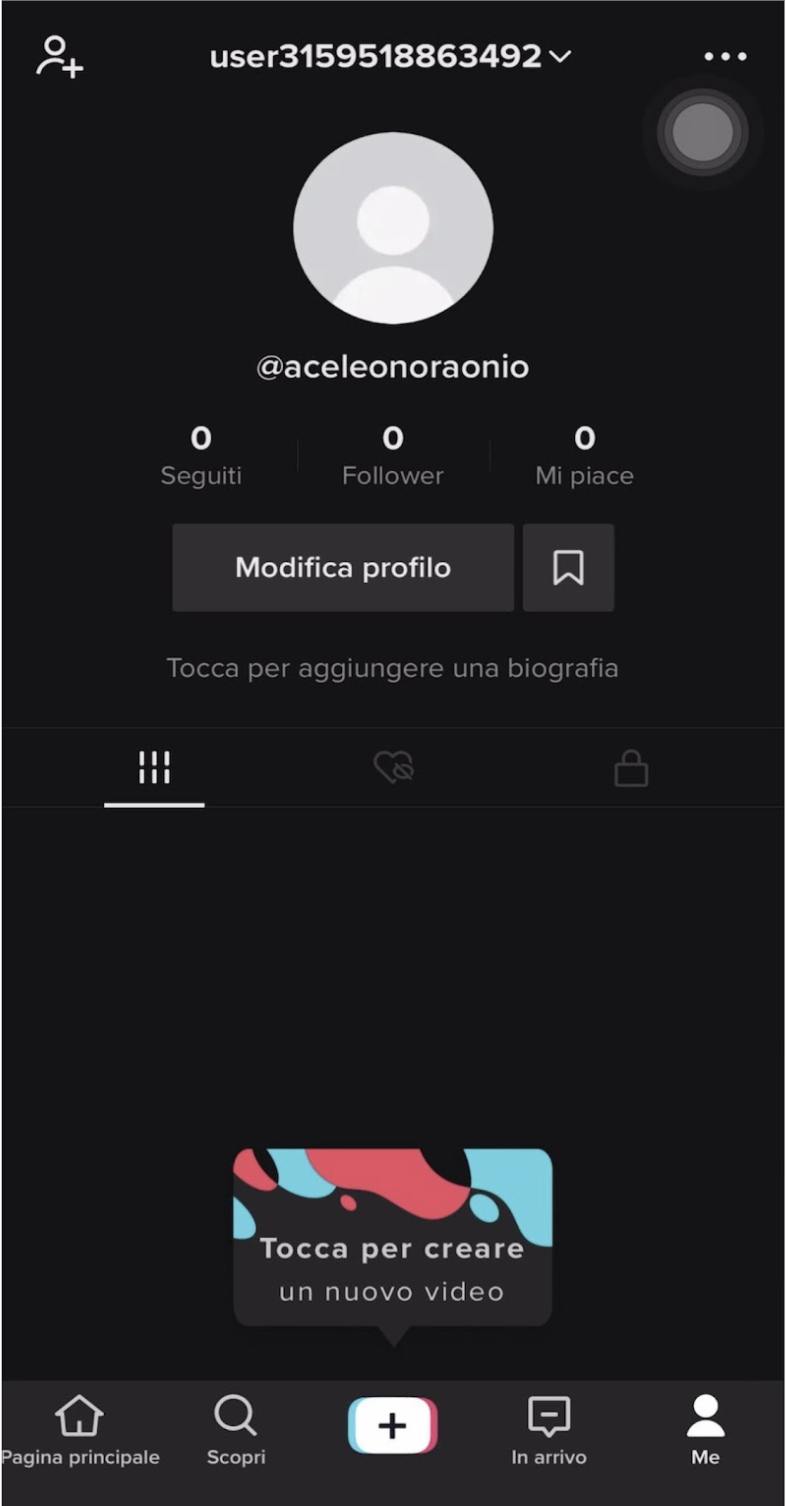 user3159518863492
@aceleonoraonio
0 0 0
Seguiti Follower Mi piace
Modifica profilo
Tocca per aggiungere una biografia
Tocca per creare
un nuovo video
Pagina principale Scopri In arrivo Me